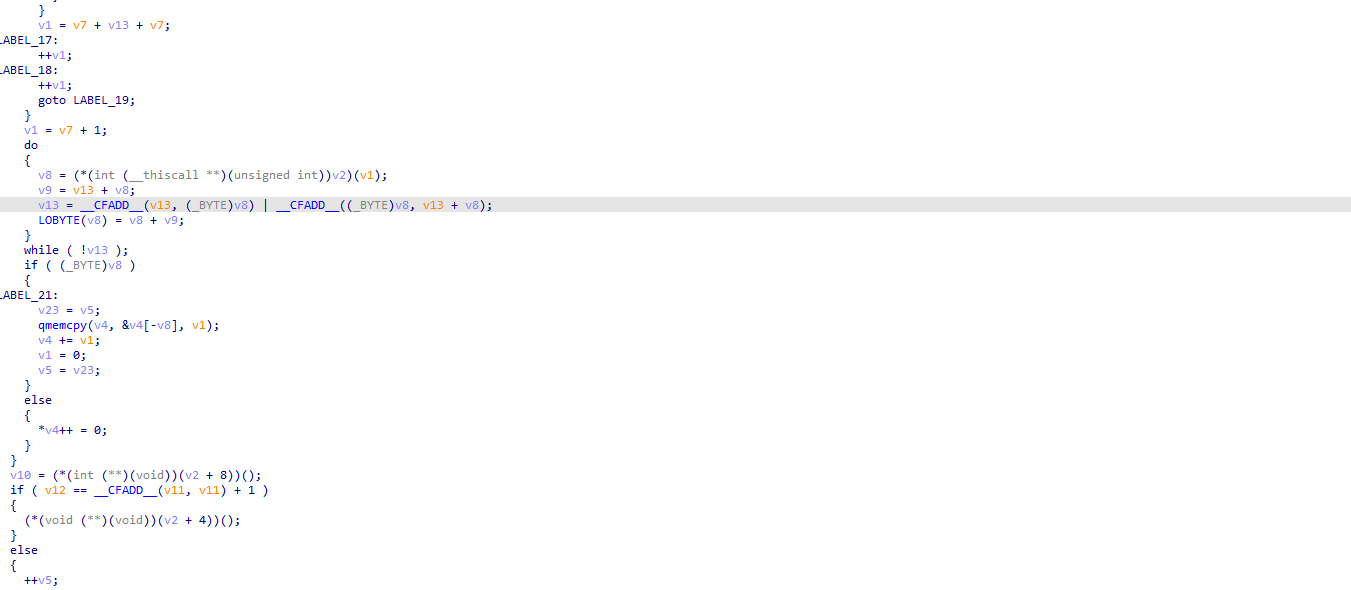 }
v1 = v7 + v13 + v7;
LABEL_17:
++v1;
LABEL_18:
++v1;
goto LABEL_19;
}
v1 = v7 + 1;
do
{
v8 = (*(int (__thiscall **)(unsigned int))v2)(v1);
v9 = v13 + v8;
v13 = __CFADD__(v13, (_BYTE)v8) | __CFADD__((_BYTE)v8, v13 + v8);
LOBYTE(v8) = v8 + v9;
}
while ( !v13 );
if ( (_BYTE)v8 )
{
LABEL_21:
v23 = v5;
qmemcpy(v4, &v4[-v8], v1);
v4 += v1;
v1 = 0;
v5 = v23;
}
else
{
*v4++ = 0;
}
}
v10 = (*(int (**)(void))(v2 + 8))();
if ( v12 == __CFADD__(v11, v11) + 1 )
{
(*(void (**)(void))(v2 + 4))();
}
else
{
++v5;